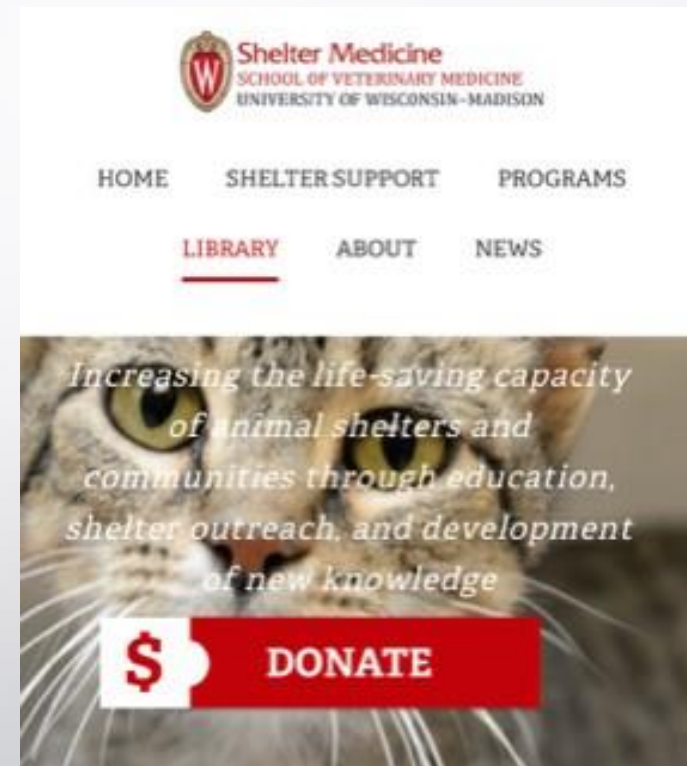 Shelter Medicine
SCHOOL OF VETERINARY MEDICINE
UNIVERSITY OF WISCONSIN-MADISON
HOME SHELTER SUPPORT PROGRAMS
LIBRARY ABOUT NEWS
Increasing the life-saving capacity
of animal shelters and
communities through education,
shelter outreach, and development
of new knowledge
$ DONATE